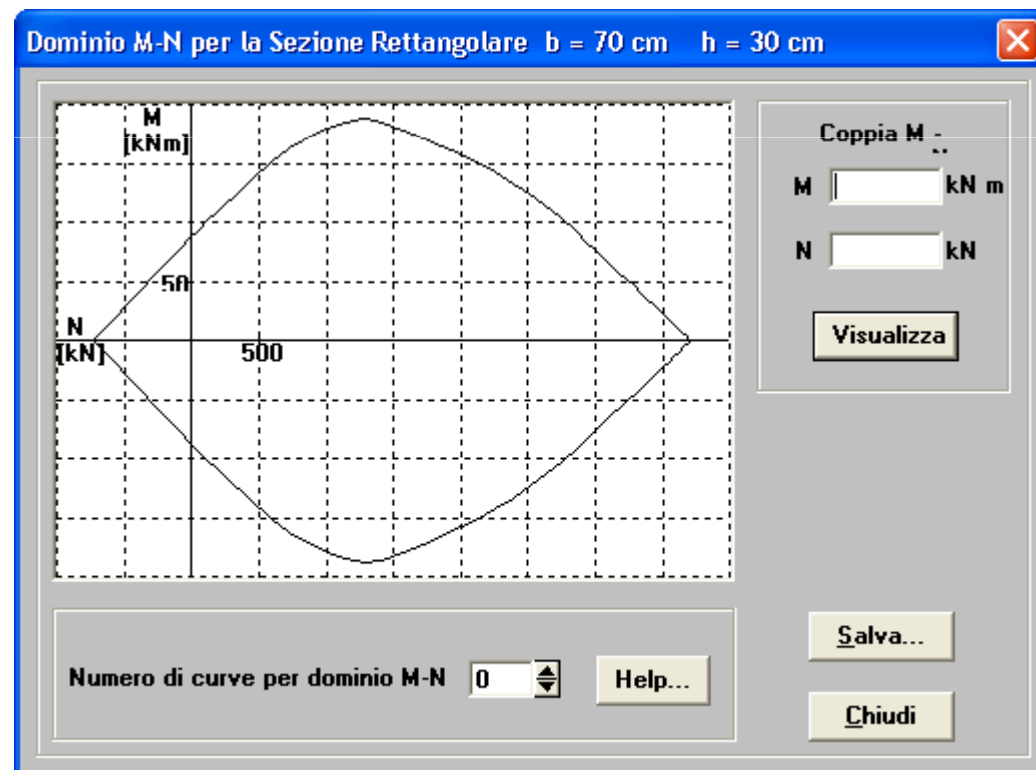 Dominio M-N per la Sezione Rettangolare b = 70 cm h = 30 cm
M
[kNm]
50
N
[kN]
500
Coppia M -
M kN m
N kN
Visualizza
Numero di curve per dominio M-N 0 Help...
Salva...
Chiudi